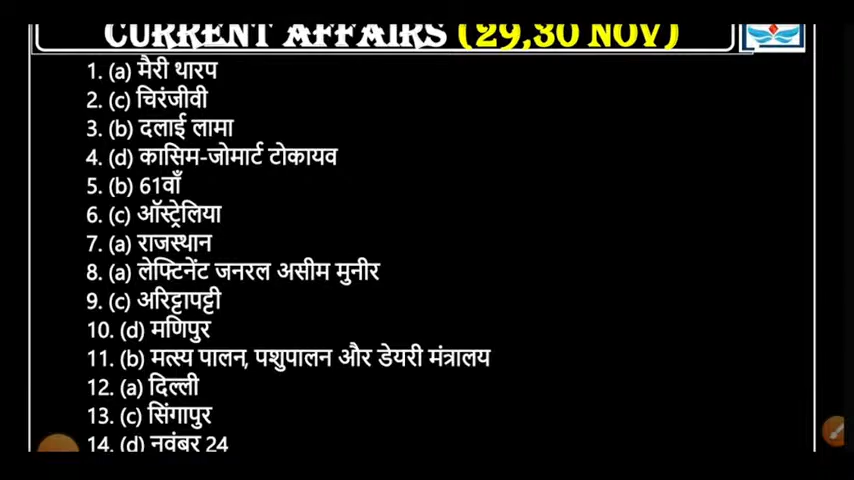 CURRENT AFFAIRS (29,30 NOV)
1. (a) मैरी थारप
2. (c) चिरंजीवी
3. (b) दलाई लामा
4. (d) कासिम-जोमार्ट टोकायव
5. (b) 61वाँ
6. (c) ऑस्ट्रेलिया
7. (a) राजस्थान
8. (a) लेफ्टिनेंट जनरल असीम मुनीर
9. (c) अरिट्टापट्टी
10. (d) मणिपुर
11. (b) मत्स्य पालन, पशुपालन और डेयरी मंत्रालय
12. (a) दिल्ली
13. (c) सिंगापुर
14. (d) नवंबर 24